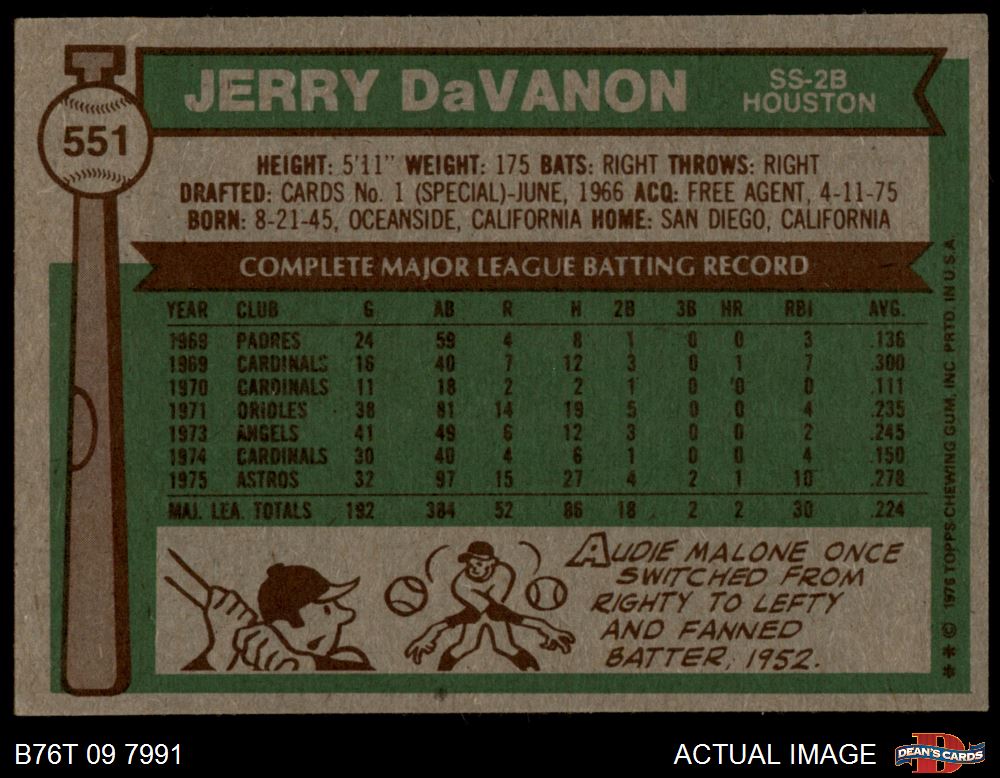 551
JERRY DaVANON
SS-2B
HOUSTON
HEIGHT: 5'11" WEIGHT: 175 BATS: RIGHT THROWS: RIGHT
DRAFTED: CARDS No. 1 (SPECIAL)-JUNE, 1966 ACQ: FREE AGENT, 4-11-75
BORN: 8-21-45, OCEANSIDE, CALIFORNIA HOME: SAN DIEGO, CALIFORNIA
COMPLETE MAJOR LEAGUE BATTING RECORD
YEAR CLUB G AB R H 2B 3B HR RBI AVG.
1969 PADRES 24 59 4 8 1 0 0 3 .136
1969 CARDINALS 16 40 7 12 3 0 1 7 .300
1970 CARDINALS 11 18 2 2 1 0 0 0 .111
1971 ORIOLES 38 81 14 19 5 0 0 4 .235
1973 ANGELS 41 49 6 12 3 0 0 2 .245
1974 CARDINALS 30 40 4 6 1 0 0 4 .150
1975 ASTROS 32 97 15 27 4 2 1 10 .278
MAJ. LEA. TOTALS 192 384 52 86 18 2 2 30 .224
AUDIE MALONE ONCE
SWITCHED FROM
RIGHTY TO LEFTY
AND FANNED
BATTER, 1952.
** © 1976 TOPPS CHEWING GUM, INC. PRTD. IN U.S.A.
B76T 09 7991
ACTUAL IMAGE
DEAN'S CARDS